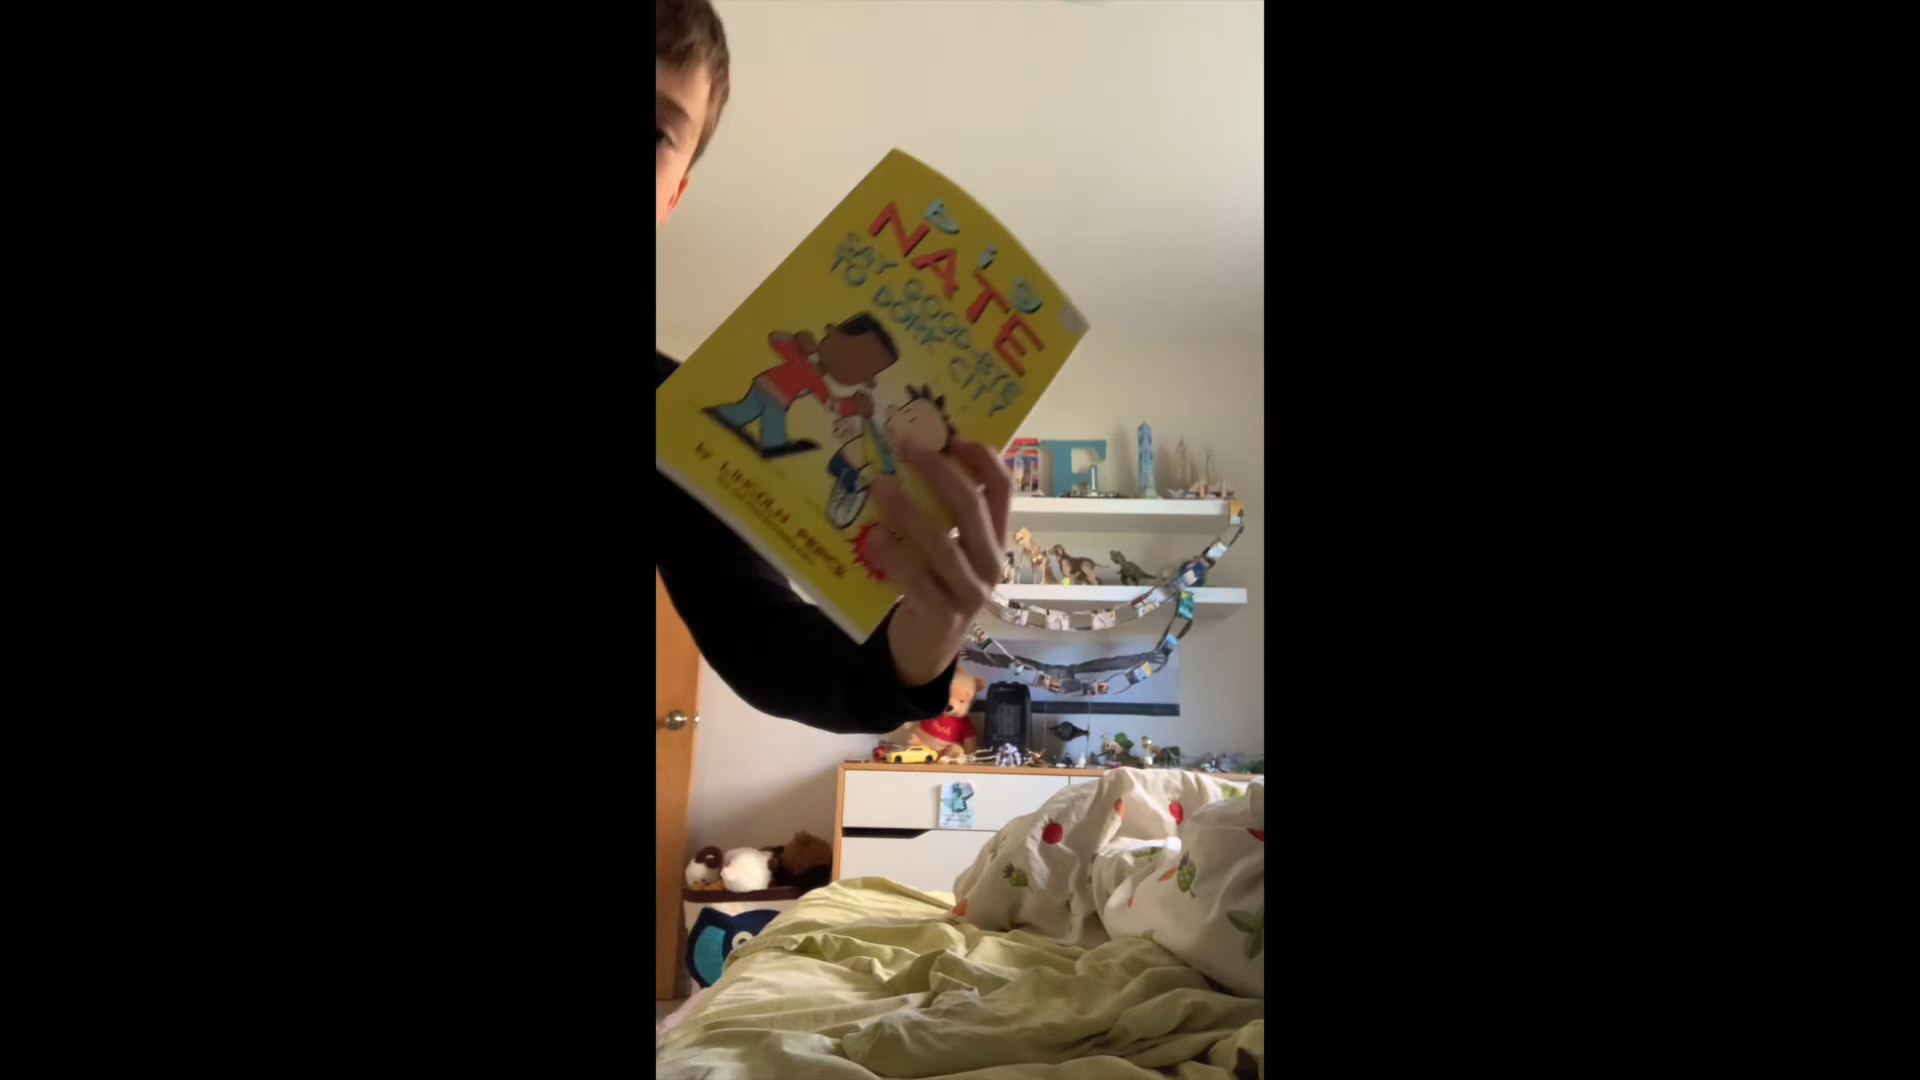 BIG
NATE
SAY GOOD-BYE
TO DORK CITY
by LINCOLN PEIRCE
E